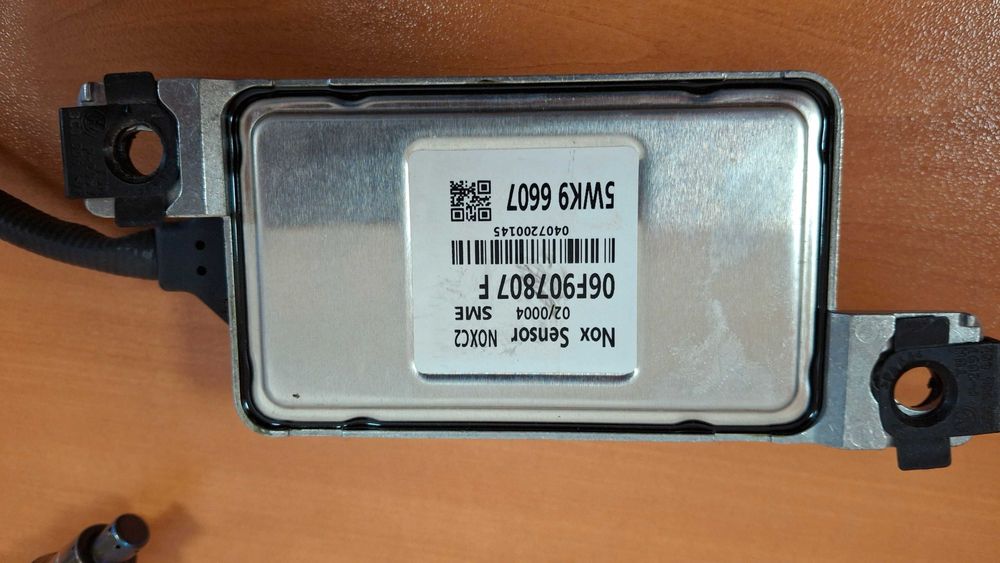 Nox Sensor NOXC2
02/0004 SME
06F907807 F
0407200145
5WK9 6607